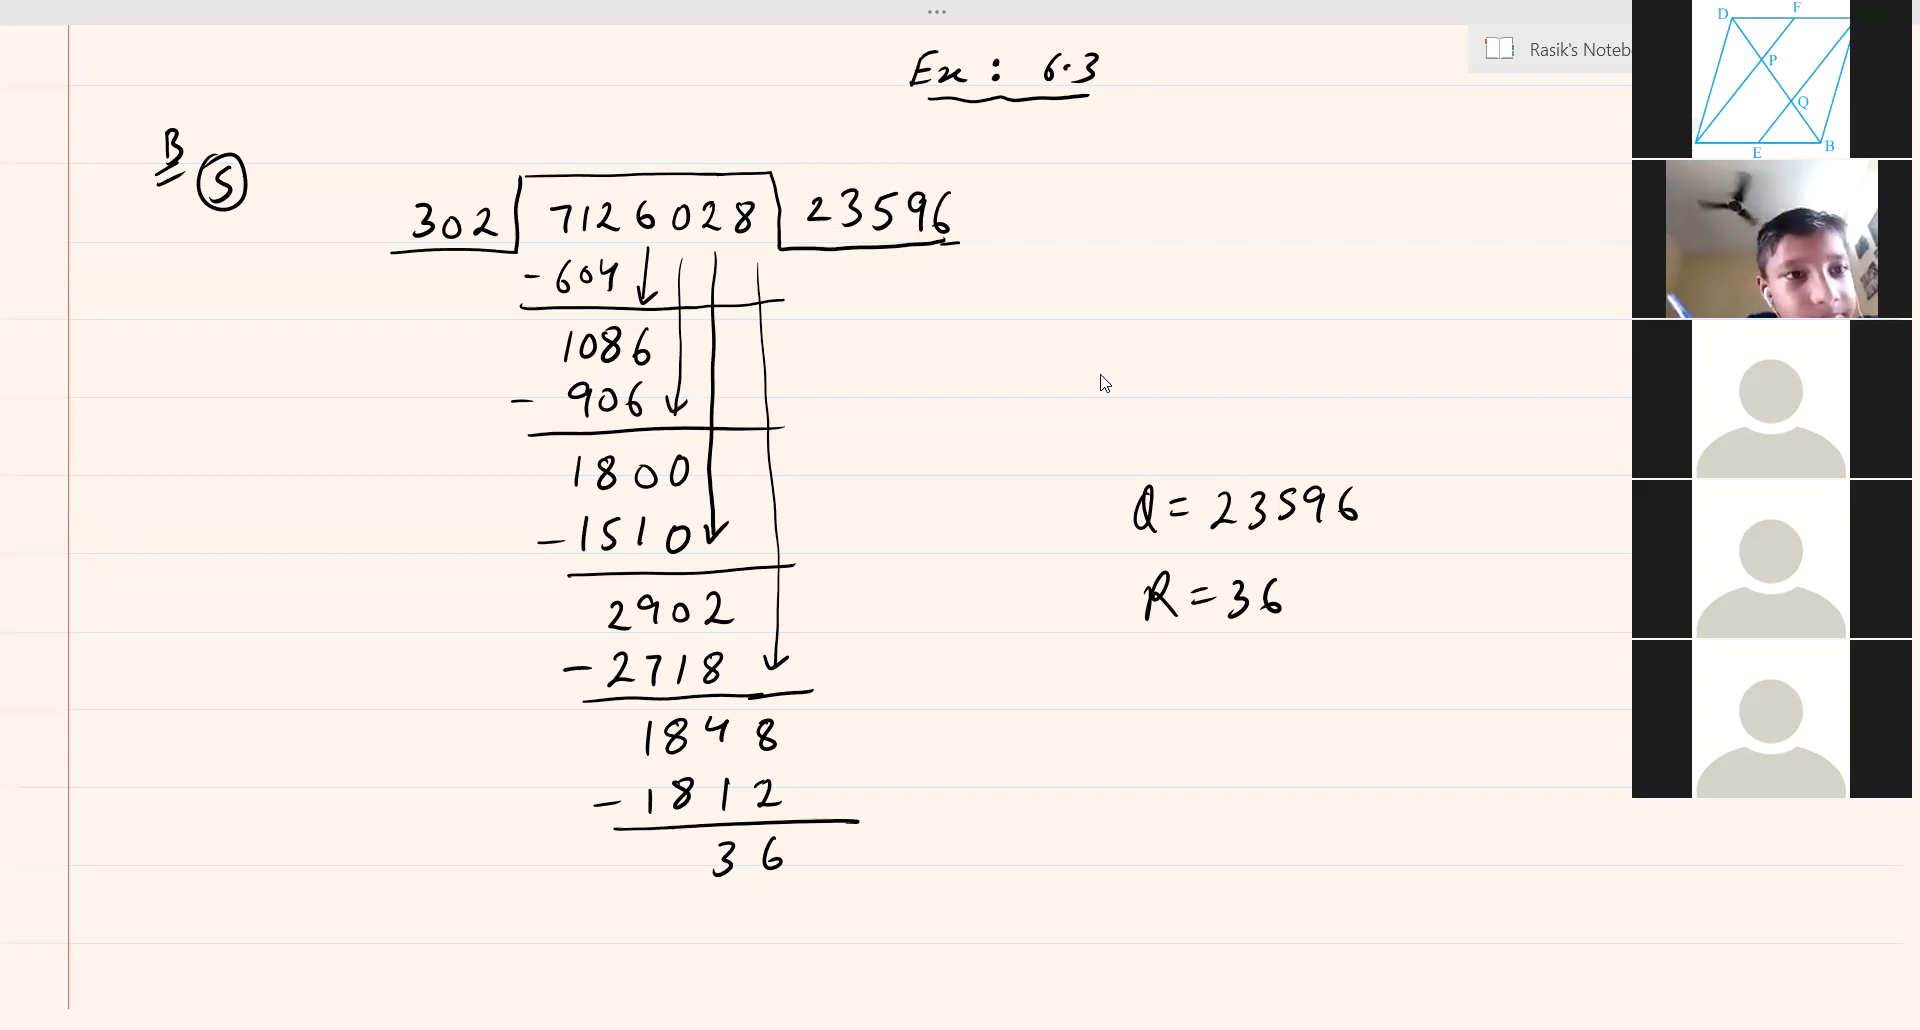 ...
Ex : 6.3
Rasik's Noteb
B
5
302 7126028 23596
- 604
1086
- 906
1800
- 1510
2902
- 2718
1848
- 1812
36
Q = 23596
R = 36
D F
P
Q
B
E